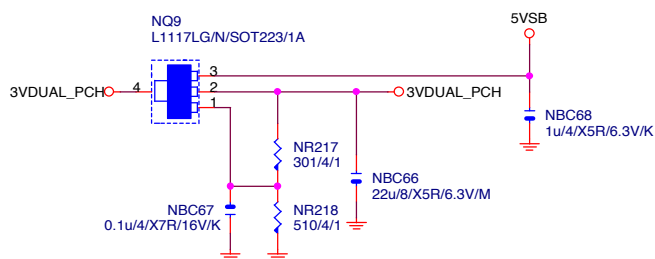 NQ9
L1117LG/N/SOT223/1A
5VSB
3VDUAL_PCH
4
3
2
1
3VDUAL_PCH
NBC68
1u/4/X5R/6.3V/K
NR217
301/4/1
NBC66
22u/8/X5R/6.3V/M
NBC67
0.1u/4/X7R/16V/K
NR218
510/4/1